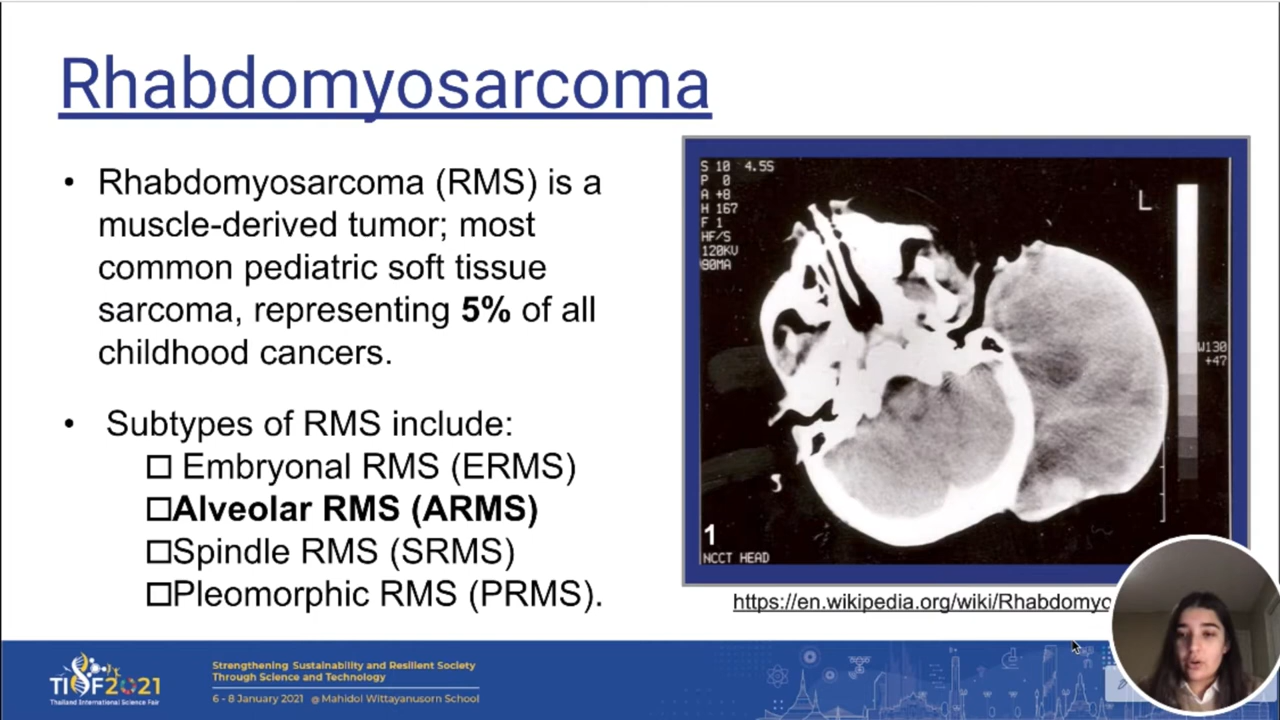 Rhabdomyosarcoma
• Rhabdomyosarcoma (RMS) is a
muscle-derived tumor; most
common pediatric soft tissue
sarcoma, representing 5% of all
childhood cancers.
• Subtypes of RMS include:
□ Embryonal RMS (ERMS)
□Alveolar RMS (ARMS)
□Spindle RMS (SRMS)
□Pleomorphic RMS (PRMS).
S 10 4.5S
P 0
A +8
H 167
F 1
HF/S
120KV
80MA
L
W130
+47
1
NCCT HEAD
https://en.wikipedia.org/wiki/Rhabdomyo
TISF2021
Thailand International Science Fair
Strengthening Sustainability and Resilient Society
Through Science and Technology
6 - 8 January 2021 @ Mahidol Wittayanusorn School